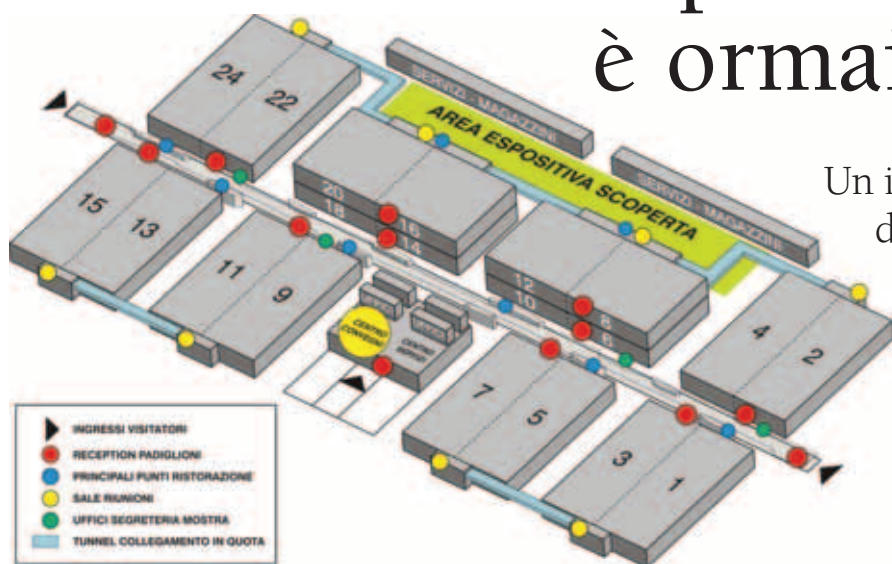 è ormai
Un i
d
SERVIZI - MAGAZZINI
AREA ESPOSITIVA SCOPERTA
SERVIZI - MAGAZZINI
24
22
20
18
16
14
15
13
11
9
12
10
8
6
4
2
CENTRO CONVEGNI
CENTRO SERVIZI
7
5
3
1
INGRESSI VISITATORI
RECEPTION PADIGLIONI
PRINCIPALI PUNTI RISTORAZIONE
SALE RIUNIONI
UFFICI SEGRETERIA MOSTRA
TUNNEL COLLEGAMENTO IN QUOTA